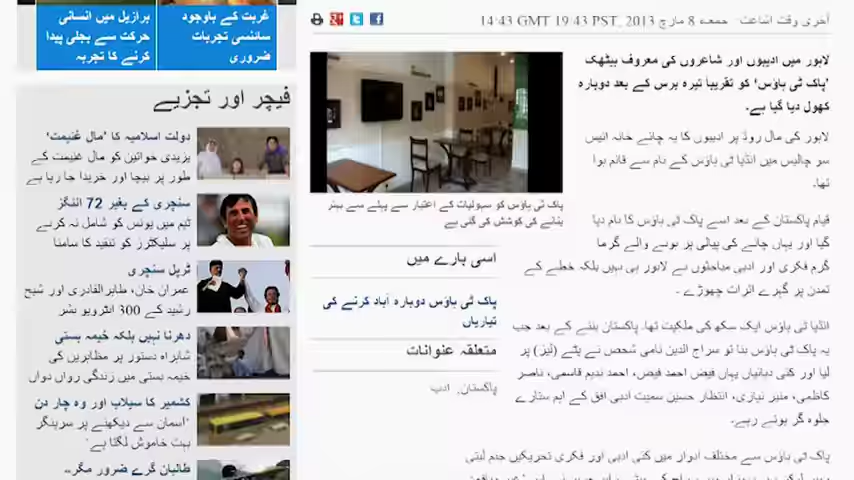 آخری وقت اشاعت: جمعہ 8 مارچ 2013 ,‭ 14:43 GMT 19:43 PST
لاہور میں ادیبوں اور شاعروں کی معروف بیٹھک
'پاک ٹی ہاؤس' کو تقریباً تیرہ برس کے بعد دوبارہ
کھول دیا گیا ہے۔
لاہور کی مال روڈ پر ادیبوں کا یہ چائے خانہ انیس
سو چالیس میں انڈیا ٹی ہاؤس کے نام سے قائم ہوا
تھا۔
قیام پاکستان کے بعد اسے پاک ٹی ہاؤس کا نام دیا
گیا اور یہاں چائے کی پیالی پر ہونے والے گرما
گرم فکری اور ادبی مباحثوں نے لاہور ہی نہیں بلکہ خطے کے
تمدن پر گہرے اثرات چھوڑے۔
انڈیا ٹی ہاؤس ایک سکھ کی ملکیت تھا۔ پاکستان بننے کے بعد جب
یہ پاک ٹی ہاؤس بنا تو سراج الدین نامی شخص نے پٹے (لیز) پر
لیا اور کئی دہائیاں یہاں فیض احمد فیض، احمد ندیم قاسمی، ناصر
کاظمی، منیر نیازی، انتظار حسین سمیت ادبی افق کے اہم ستارے
جلوہ گر ہوتے رہے۔
پاک ٹی ہاؤس سے مختلف ادوار میں کئی ادبی اور فکری تحریکیں جنم لیتی
پاک ٹی ہاؤس کو سہولیات کے اعتبار سے پہلے سے بہتر
بنانے کی کوشش کی گئی ہے
اسی بارے میں
پاک ٹی ہاؤس دوبارہ آباد کرنے کی
تیاریاں
متعلقہ عنوانات
پاکستان, ادب
غربت کے باوجود
سائنسی تجربات
ضروری
برازیل میں انسانی
حرکت سے بجلی پیدا
کرنے کا تجربہ
فیچر اور تجزیے
دولت اسلامیہ کا 'مال غنیمت'
یزیدی خواتین کو مال غنیمت کے
طور پر بیچا اور خریدا جا رہا ہے
سنچری کے بغیر 72 اننگز
ٹیم میں یونس کو شامل نہ کرنے
پر سلیکٹرز کو تنقید کا سامنا
ٹرپل سنچری
عمران خان، طاہرالقادری اور شیخ
رشید کے 300 انٹرویو نشر
دھرنا نہیں بلکہ خیمہ بستی
شاہراہ دستور پر مظاہرین کی
خیمہ بستی میں زندگی رواں دواں
کشمیر کا سیلاب اور وہ چار دن
'آسمان سے دیکھنے پر سرینگر
بہت خاموش لگتا ہے'
طالبان گرے ضرور مگر۔۔